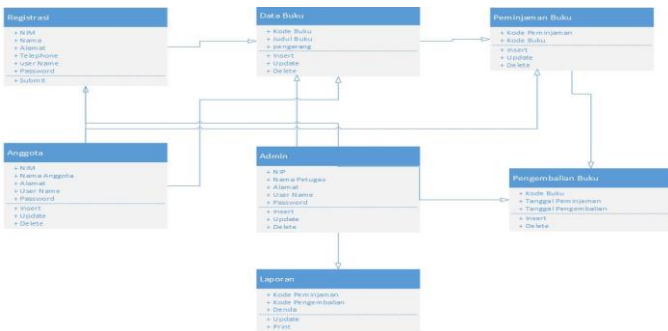 Registrasi
+ NIM
+ Nama
+ Alamat
+ Telephone
+ user Name
+ Password
+ Submit
Data Buku
+ Kode Buku
+ Judul Buku
+ pengarang
+ Insert
+ Update
+ Delete
Peminjaman Buku
+ Kode Peminjaman
+ Kode Buku
+ Insert
+ Update
+ Delete
Anggota
+ NIM
+ Nama Anggota
+ Alamat
+ User Name
+ Password
+ Insert
+ Update
+ Delete
Admin
+ NIP
+ Nama Petugas
+ Alamat
+ User Name
+ Password
+ Insert
+ Update
+ Delete
Pengembalian Buku
+ Kode Buku
+ Tanggal Peminjaman
+ Tanggal Pengembalian
+ Insert
+ Delete
Laporan
+ Kode Peminjaman
+ Kode Pengembalian
+ Denda
+ Update
+ Print